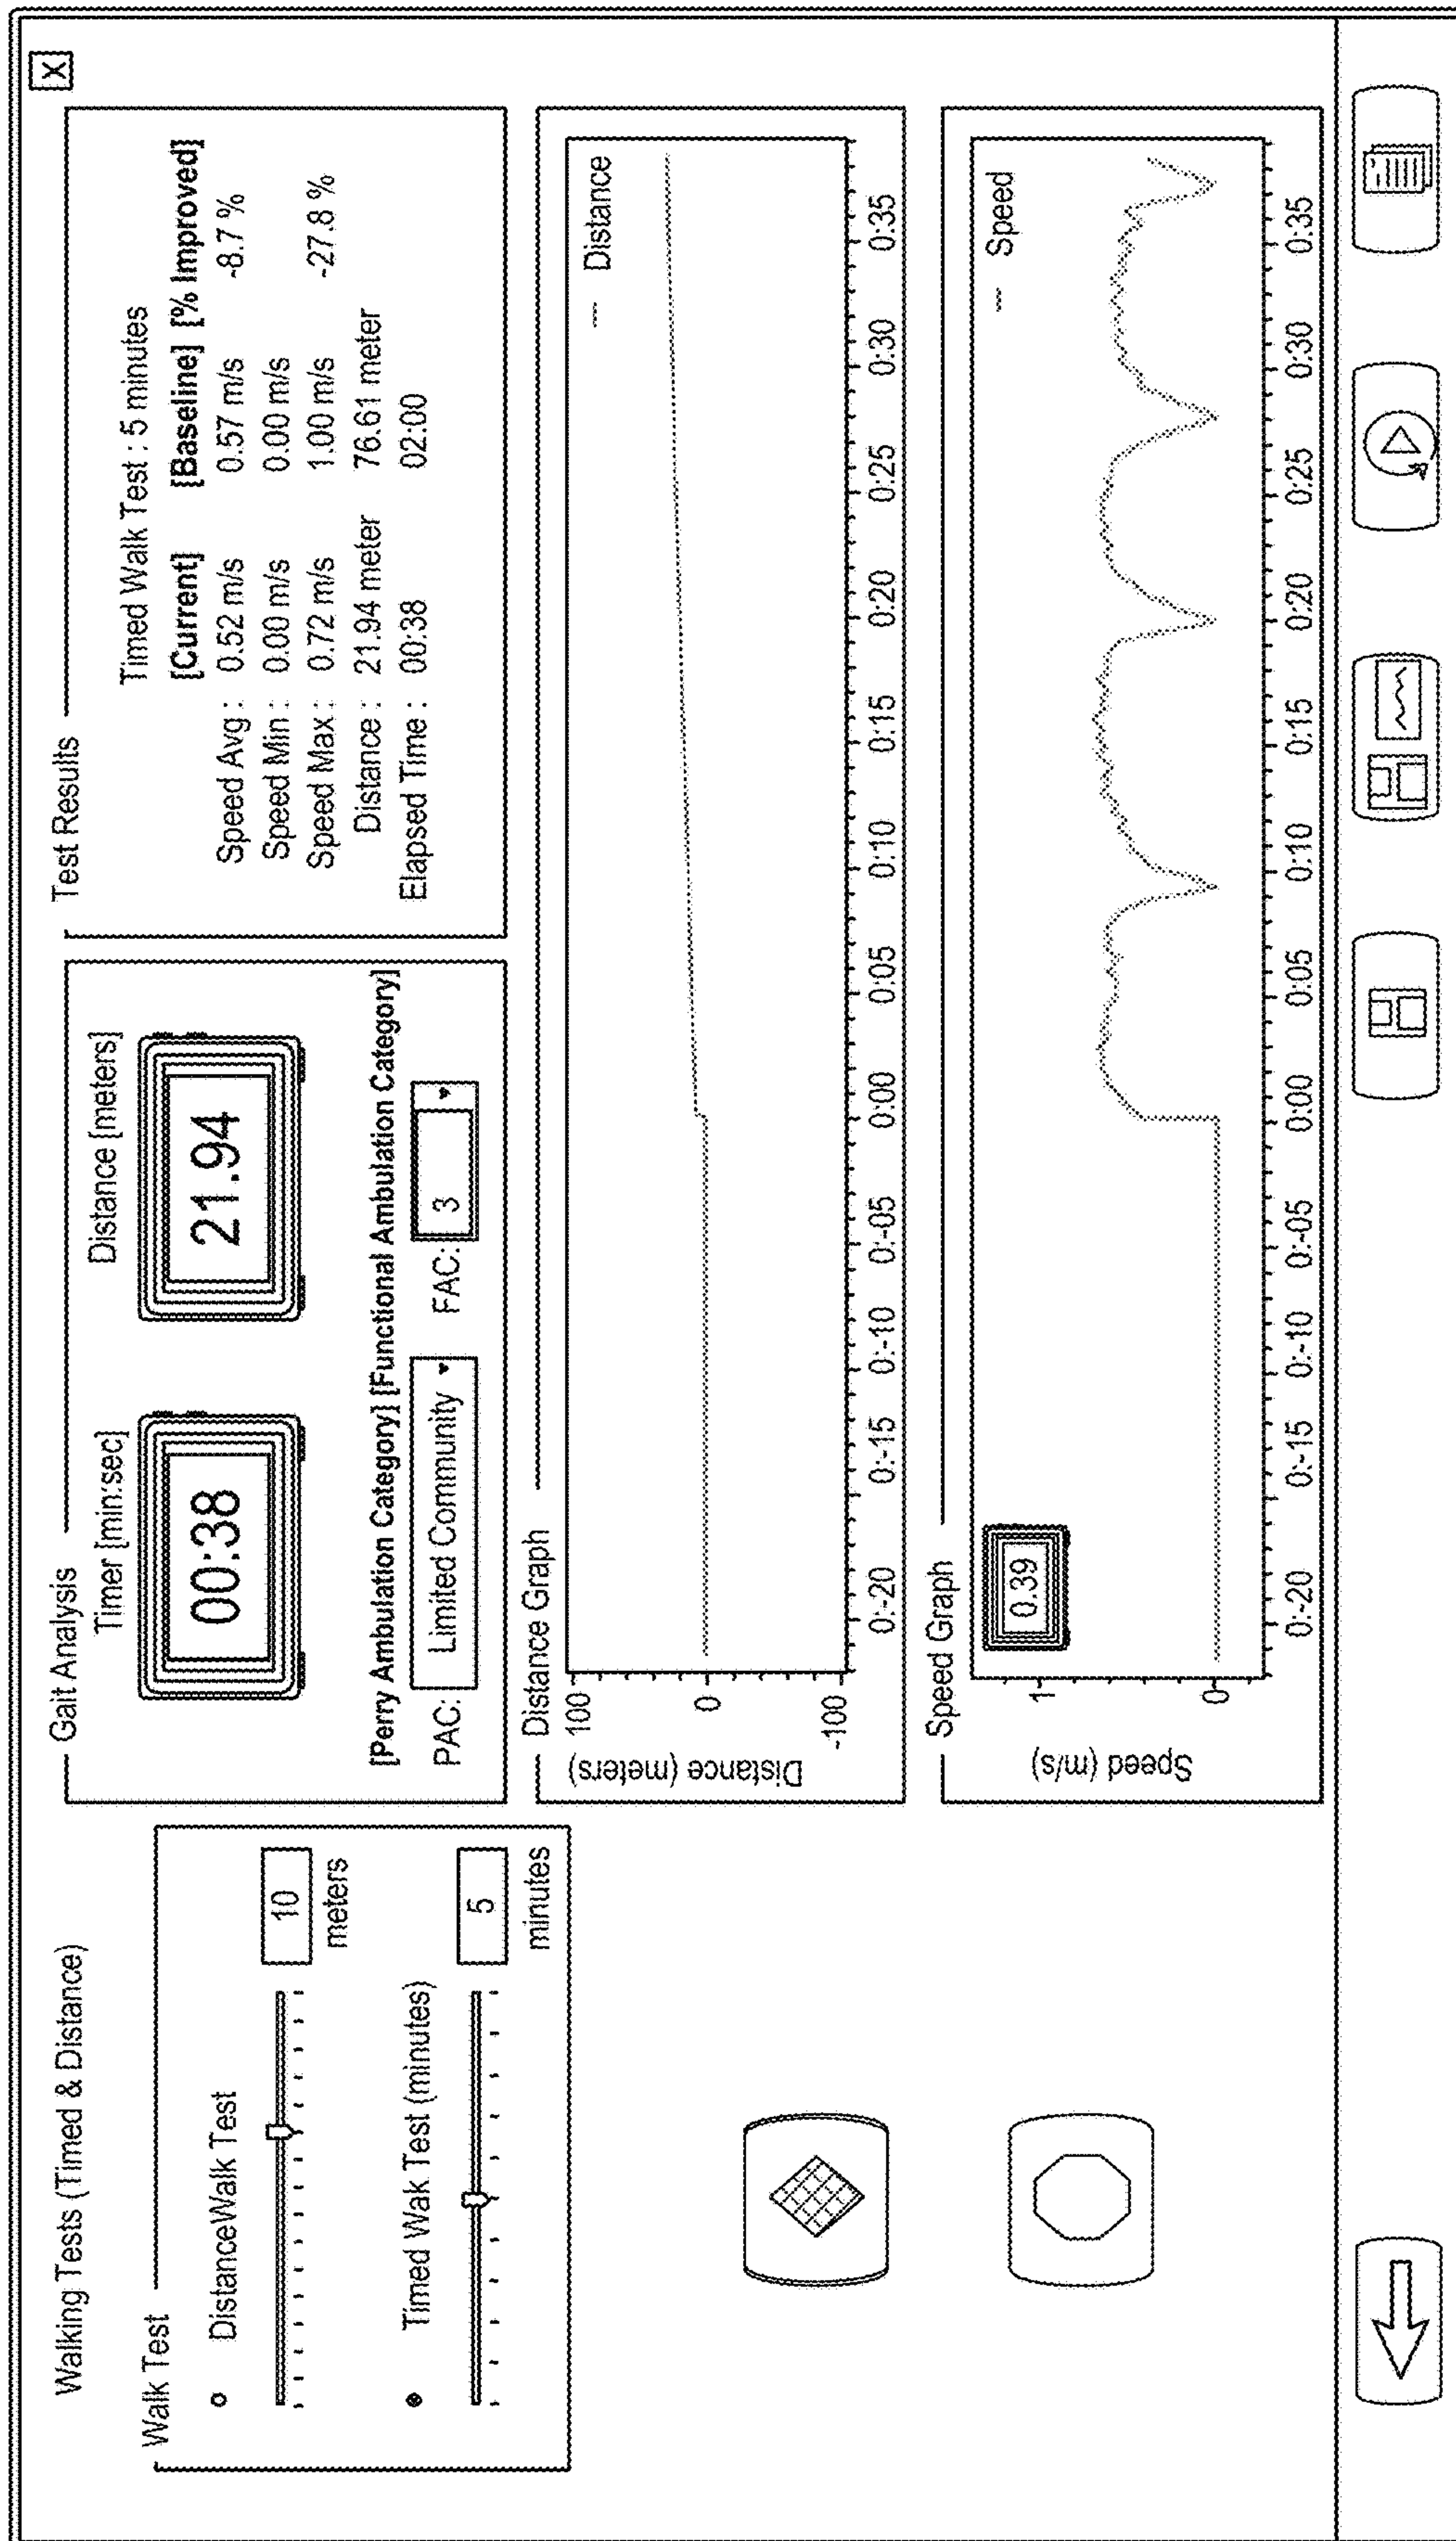 Walking Tests (Timed & Distance)
X
Walk Test
DistanceWalk Test
10
meters
Timed Wak Test (minutes)
5
minutes
Gait Analysis
Timer [min:sec]
Distance [meters]
00:38
21.94
[Perry Ambulation Category] [Functional Ambulation Category]
PAC: Limited Community
FAC: 3
Test Results
Timed Walk Test : 5 minutes
[Current] [Baseline] [% Improved]
Speed Avg : 0.52 m/s 0.57 m/s -8.7 %
Speed Min : 0.00 m/s 0.00 m/s
Speed Max : 0.72 m/s 1.00 m/s -27.8 %
Distance : 21.94 meter 76.61 meter
Elapsed Time : 00:38 02:00
Distance Graph
Distance (meters)
100
0
-100
Distance
0:-20 0:-15 0:-10 0:-05 0:00 0:05 0:10 0:15 0:20 0:25 0:30 0:35
Speed Graph
Speed (m/s)
1
0
0.39
Speed
0:-20 0:-15 0:-10 0:-05 0:00 0:05 0:10 0:15 0:20 0:25 0:30 0:35